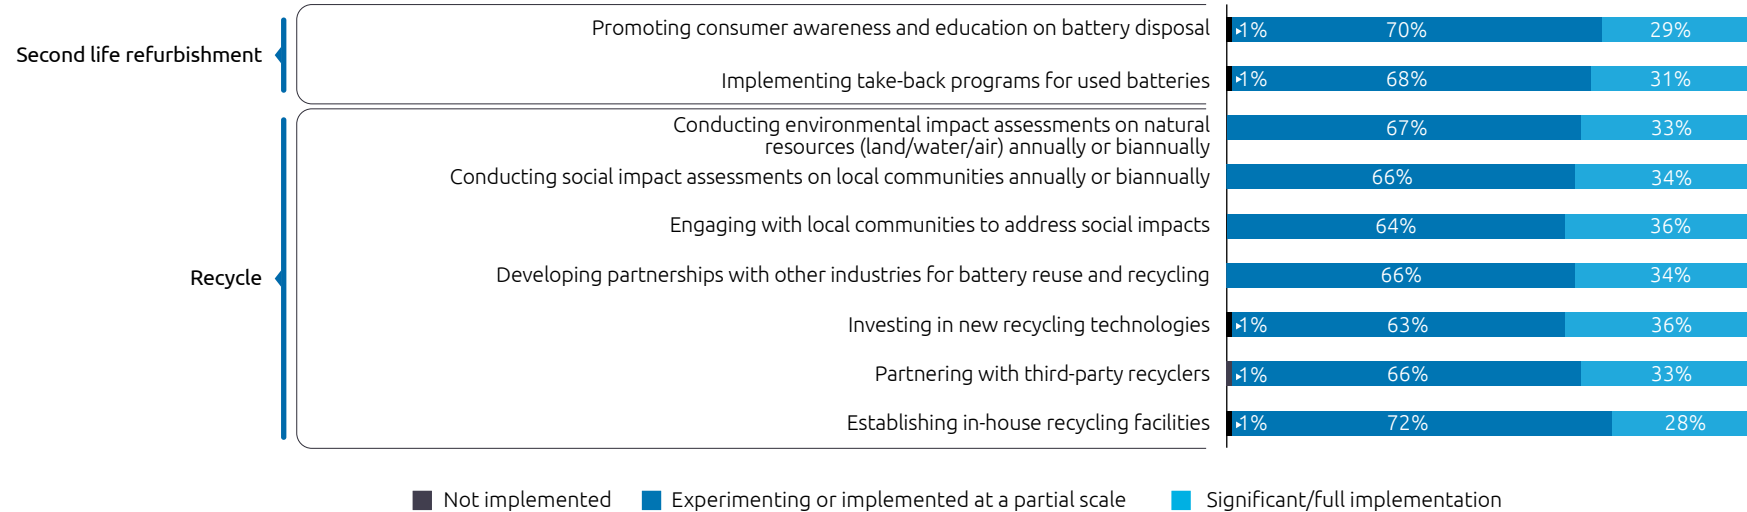 Second life refurbishment
Promoting consumer awareness and education on battery disposal
1% 70% 29%
Implementing take-back programs for used batteries
1% 68% 31%
Recycle
Conducting environmental impact assessments on natural
resources (land/water/air) annually or biannually
67% 33%
Conducting social impact assessments on local communities annually or biannually
66% 34%
Engaging with local communities to address social impacts
64% 36%
Developing partnerships with other industries for battery reuse and recycling
66% 34%
Investing in new recycling technologies
1% 63% 36%
Partnering with third-party recyclers
1% 66% 33%
Establishing in-house recycling facilities
1% 72% 28%
Not implemented
Experimenting or implemented at a partial scale
Significant/full implementation